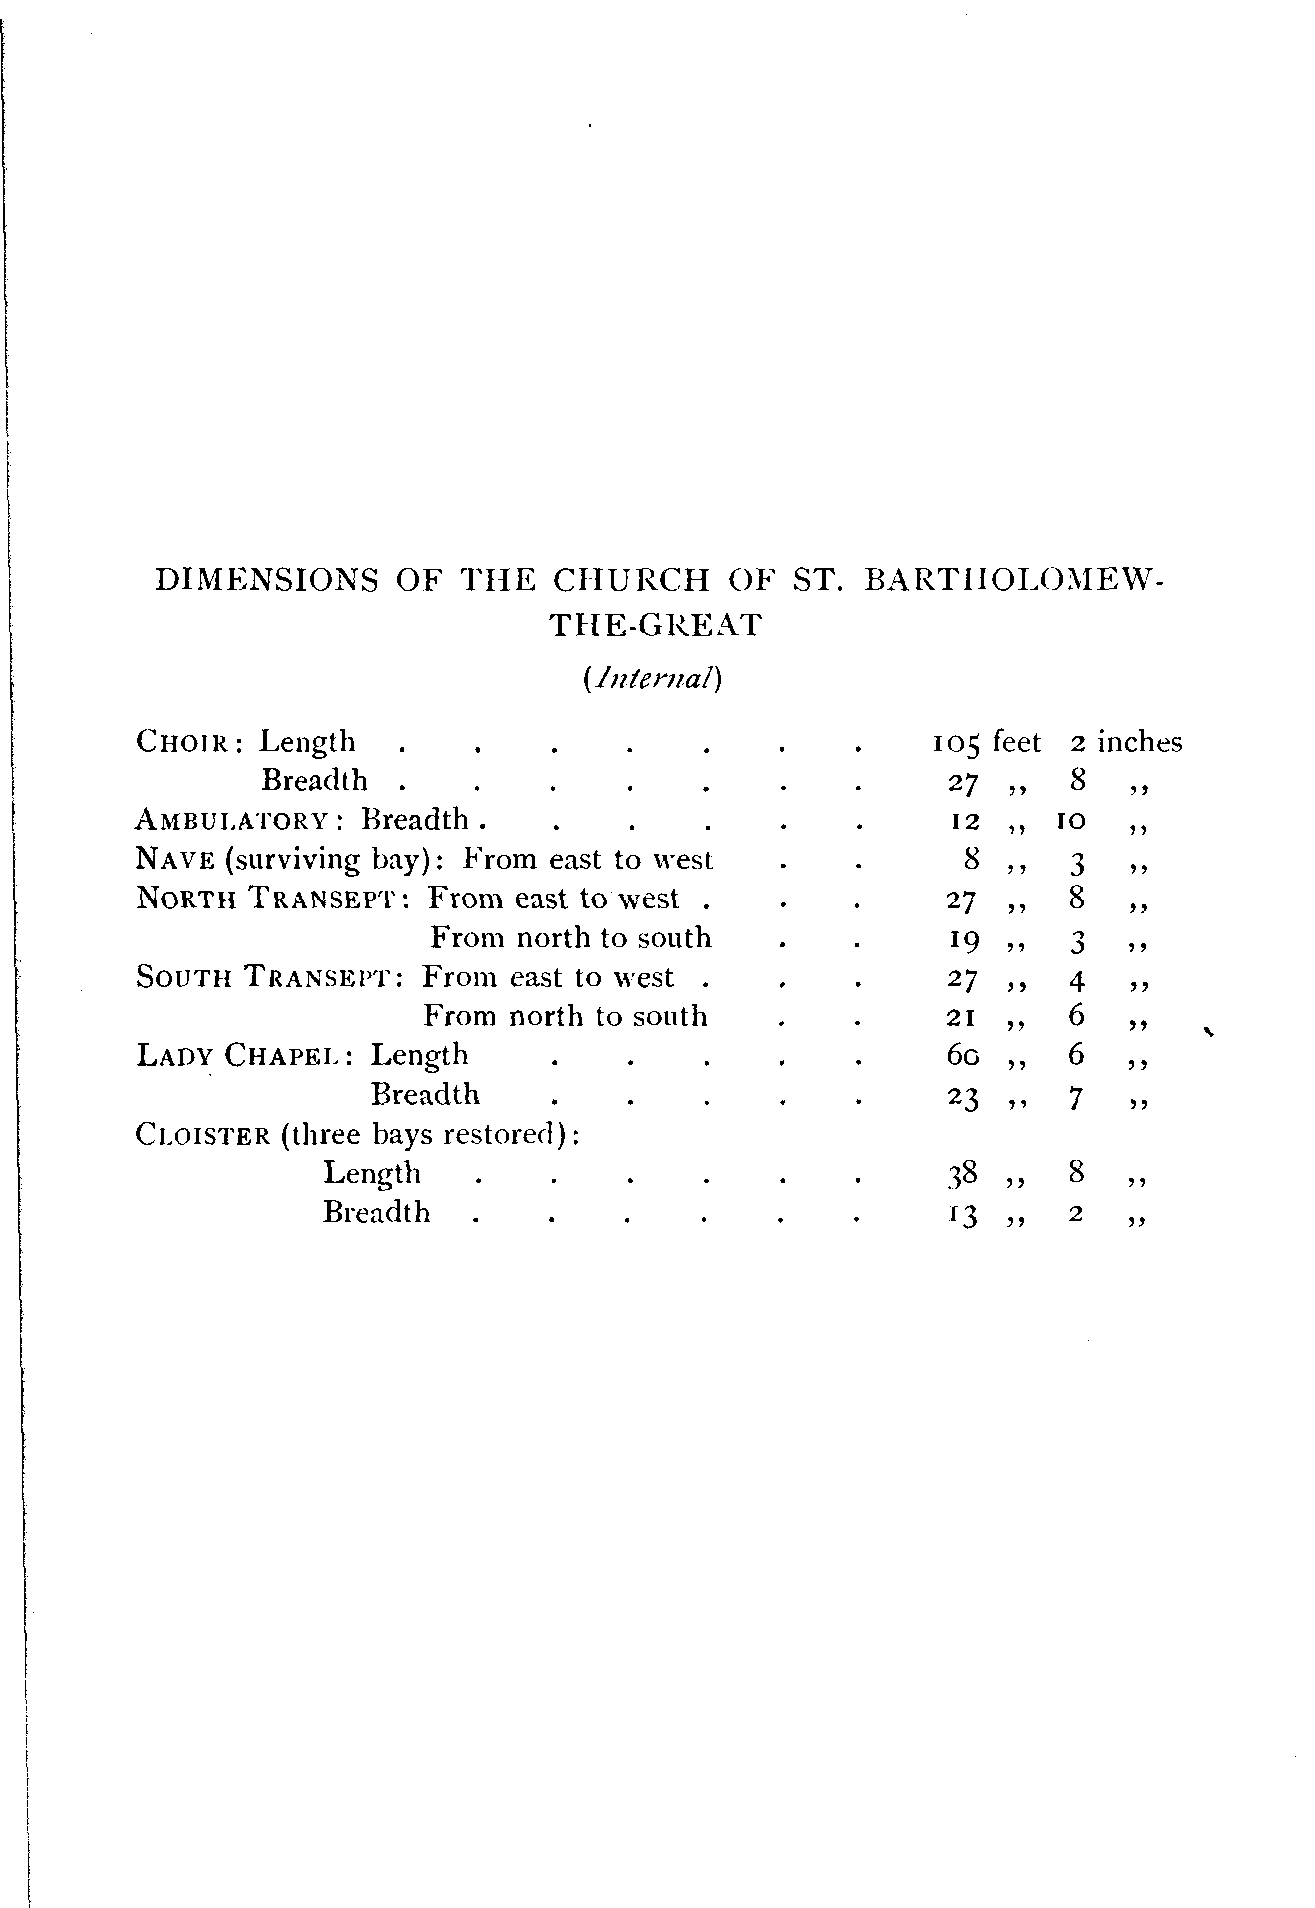 DIMENSIONS OF THE CHURCH OF ST. BARTHOLOMEW-
THE-GREAT
(Internal)
CHOIR: Length . . . . . . . 105 feet 2 inches
Breadth . . . . . . . 27 ,, 8 ,,
AMBULATORY: Breadth . . . . . . 12 ,, 10 ,,
NAVE (surviving bay): From east to west . . 8 ,, 3 ,,
NORTH TRANSEPT: From east to west . . . 27 ,, 8 ,,
From north to south . . 19 ,, 3 ,,
SOUTH TRANSEPT: From east to west . . . 27 ,, 4 ,,
From north to south . . 21 ,, 6 ,,
LADY CHAPEL: Length . . . . . 60 ,, 6 ,,
Breadth . . . . . 23 ,, 7 ,,
CLOISTER (three bays restored):
Length . . . . . . 38 ,, 8 ,,
Breadth . . . . . . 13 ,, 2 ,,